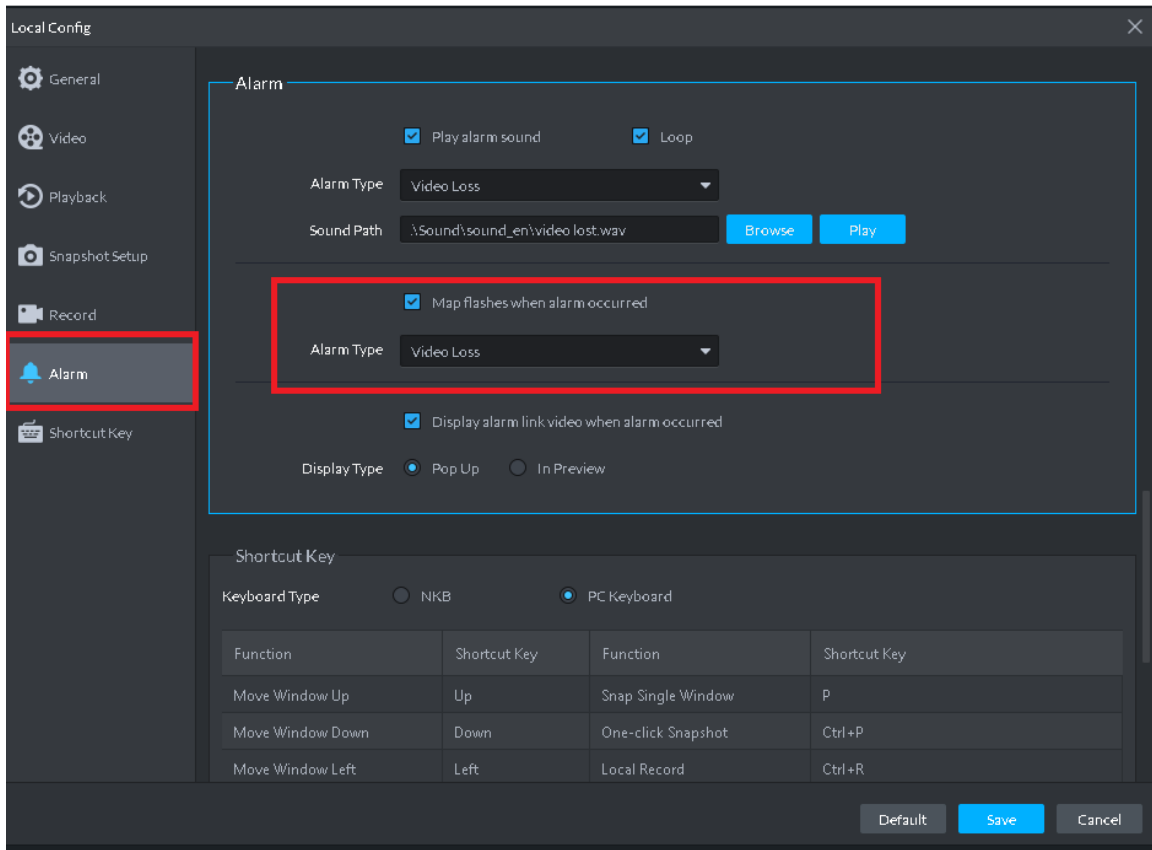 Local Config
General
Video
Playback
Snapshot Setup
Record
Alarm
Shortcut Key
Alarm
Play alarm sound Loop
Alarm Type Video Loss
Sound Path .\Sound\sound_en\video lost.wav Browse Play
Map flashes when alarm occurred
Alarm Type Video Loss
Display alarm link video when alarm occurred
Display Type Pop Up In Preview
Shortcut Key
Keyboard Type NKB PC Keyboard
Function Shortcut Key Function Shortcut Key
Move Window Up Up Snap Single Window P
Move Window Down Down One-click Snapshot Ctrl+P
Move Window Left Left Local Record Ctrl+R
Default Save Cancel